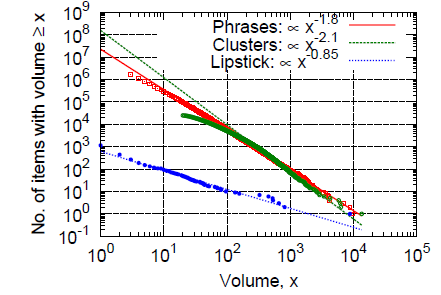 No. of items with volume ≥ x
10^9
10^8
10^7
10^6
10^5
10^4
10^3
10^2
10^1
10^0
10^-1
Phrases: ∝ x^-1.8
Clusters: ∝ x^-2.1
Lipstick: ∝ x^-0.85
10^0 10^1 10^2 10^3 10^4 10^5
Volume, x